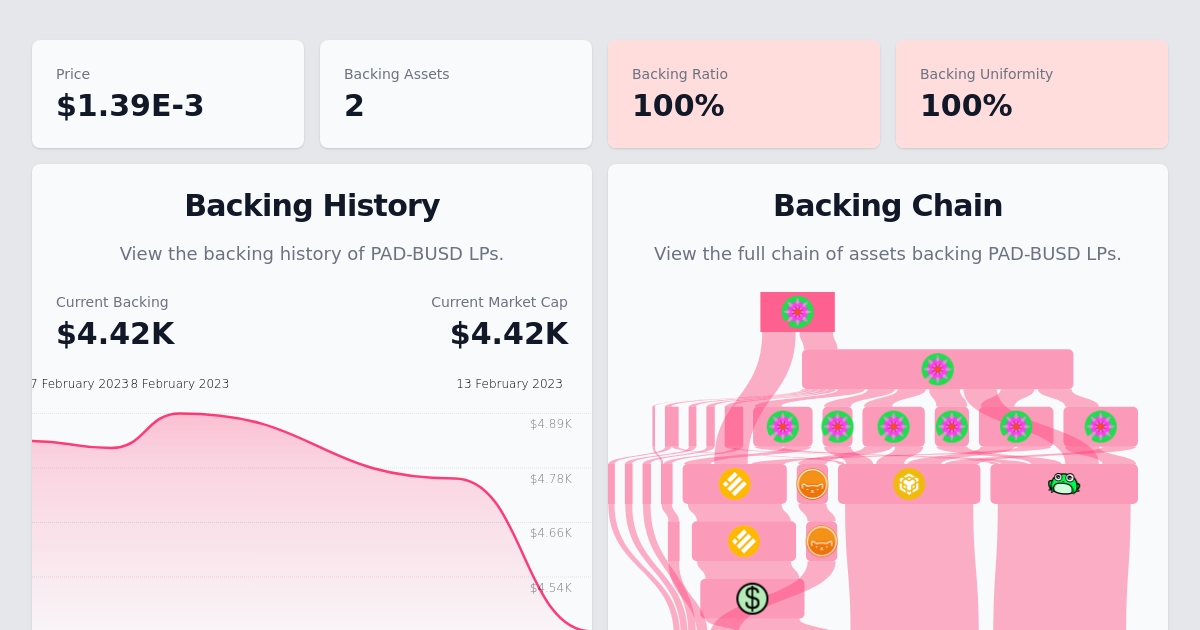 Price
$1.39E-3
Backing Assets
2
Backing Ratio
100%
Backing Uniformity
100%
Backing History
View the backing history of PAD-BUSD LPs.
Current Backing
$4.42K
Current Market Cap
$4.42K
7 February 2023
8 February 2023
13 February 2023
$4.89K
$4.78K
$4.66K
$4.54K
Backing Chain
View the full chain of assets backing PAD-BUSD LPs.
$